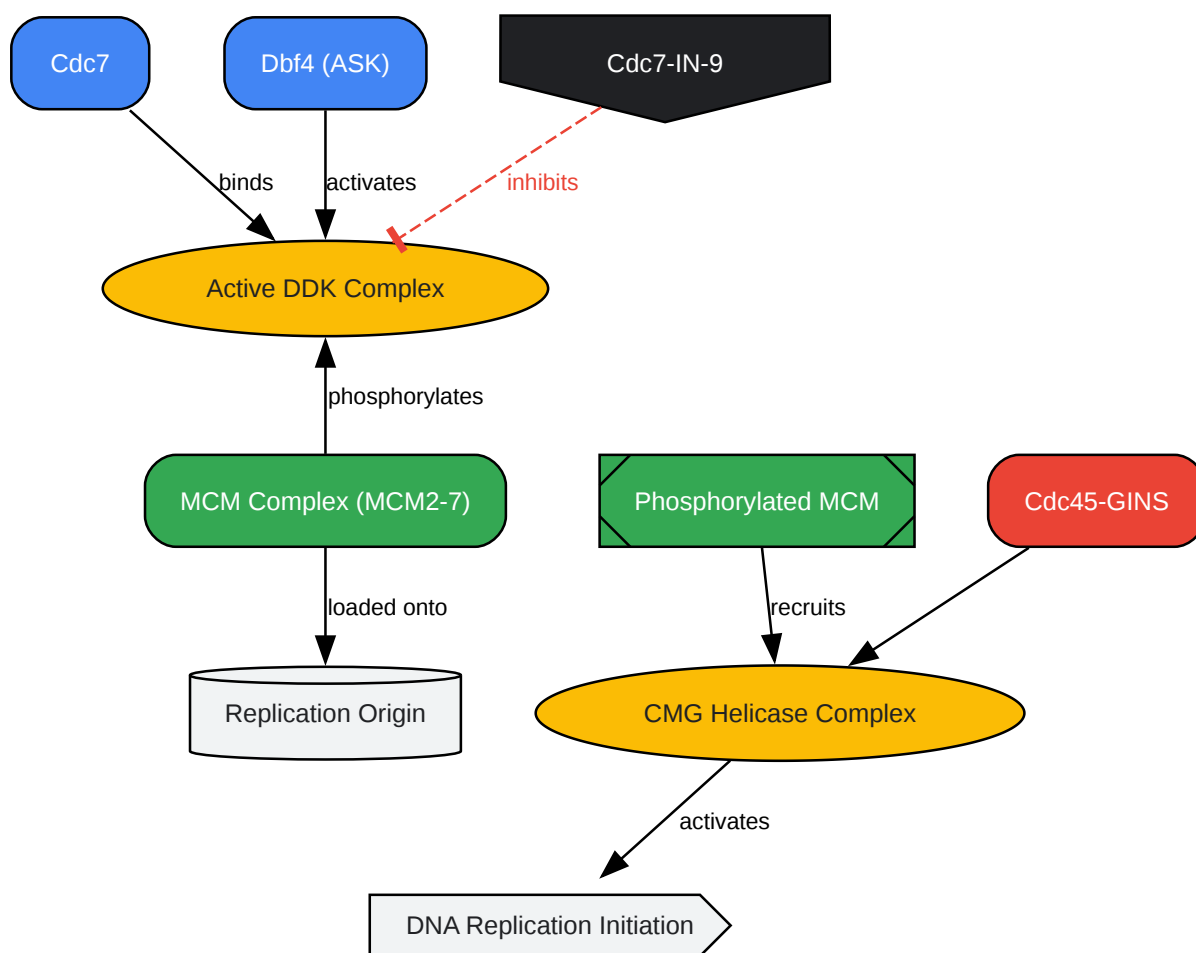 Cdc7
Dbf4 (ASK)
Cdc7-IN-9
binds
activates
inhibits
Active DDK Complex
phosphorylates
MCM Complex (MCM2-7)
Phosphorylated MCM
Cdc45-GINS
loaded onto
recruits
Replication Origin
CMG Helicase Complex
activates
DNA Replication Initiation